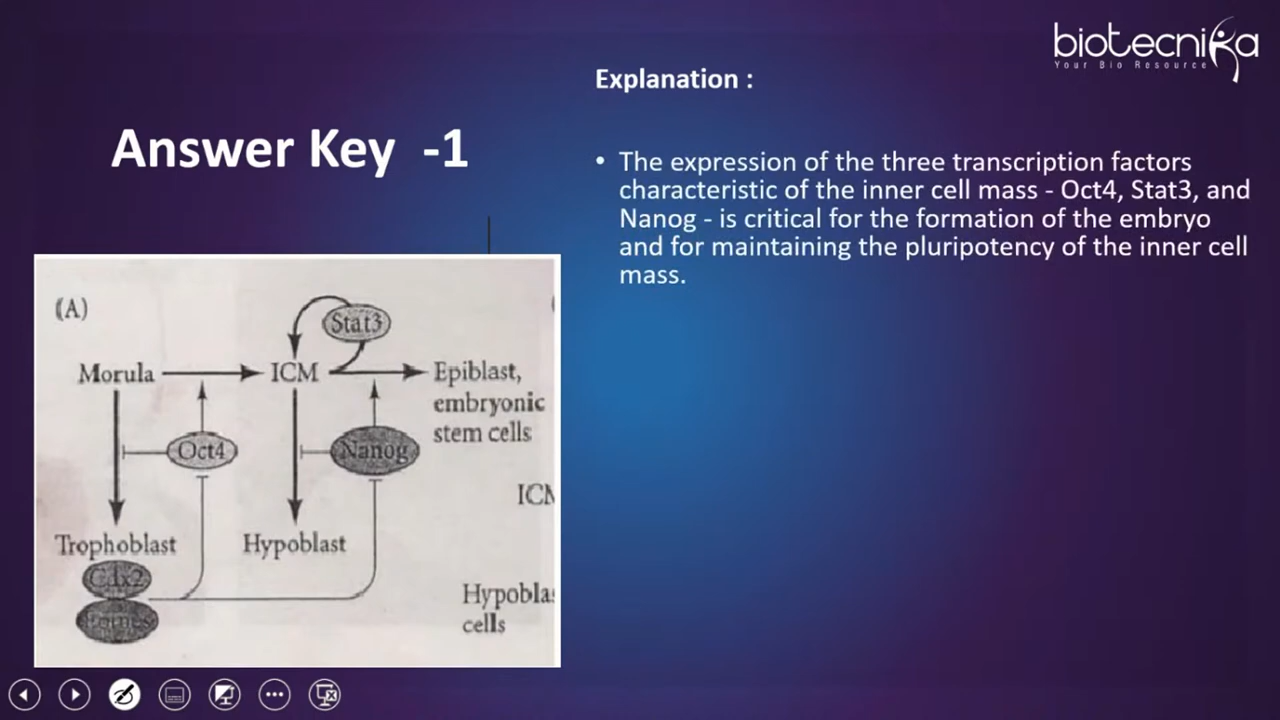 biotecnika
Your Bio Resource
Explanation :
Answer Key -1
• The expression of the three transcription factors
characteristic of the inner cell mass - Oct4, Stat3, and
Nanog - is critical for the formation of the embryo
and for maintaining the pluripotency of the inner cell
mass.
(A)
Stat3
Morula
ICM
Epiblast,
embryonic
stem cells
Oct4
Nanog
ICM
Trophoblast
Hypoblast
Cdx2
Hypoblas
cells